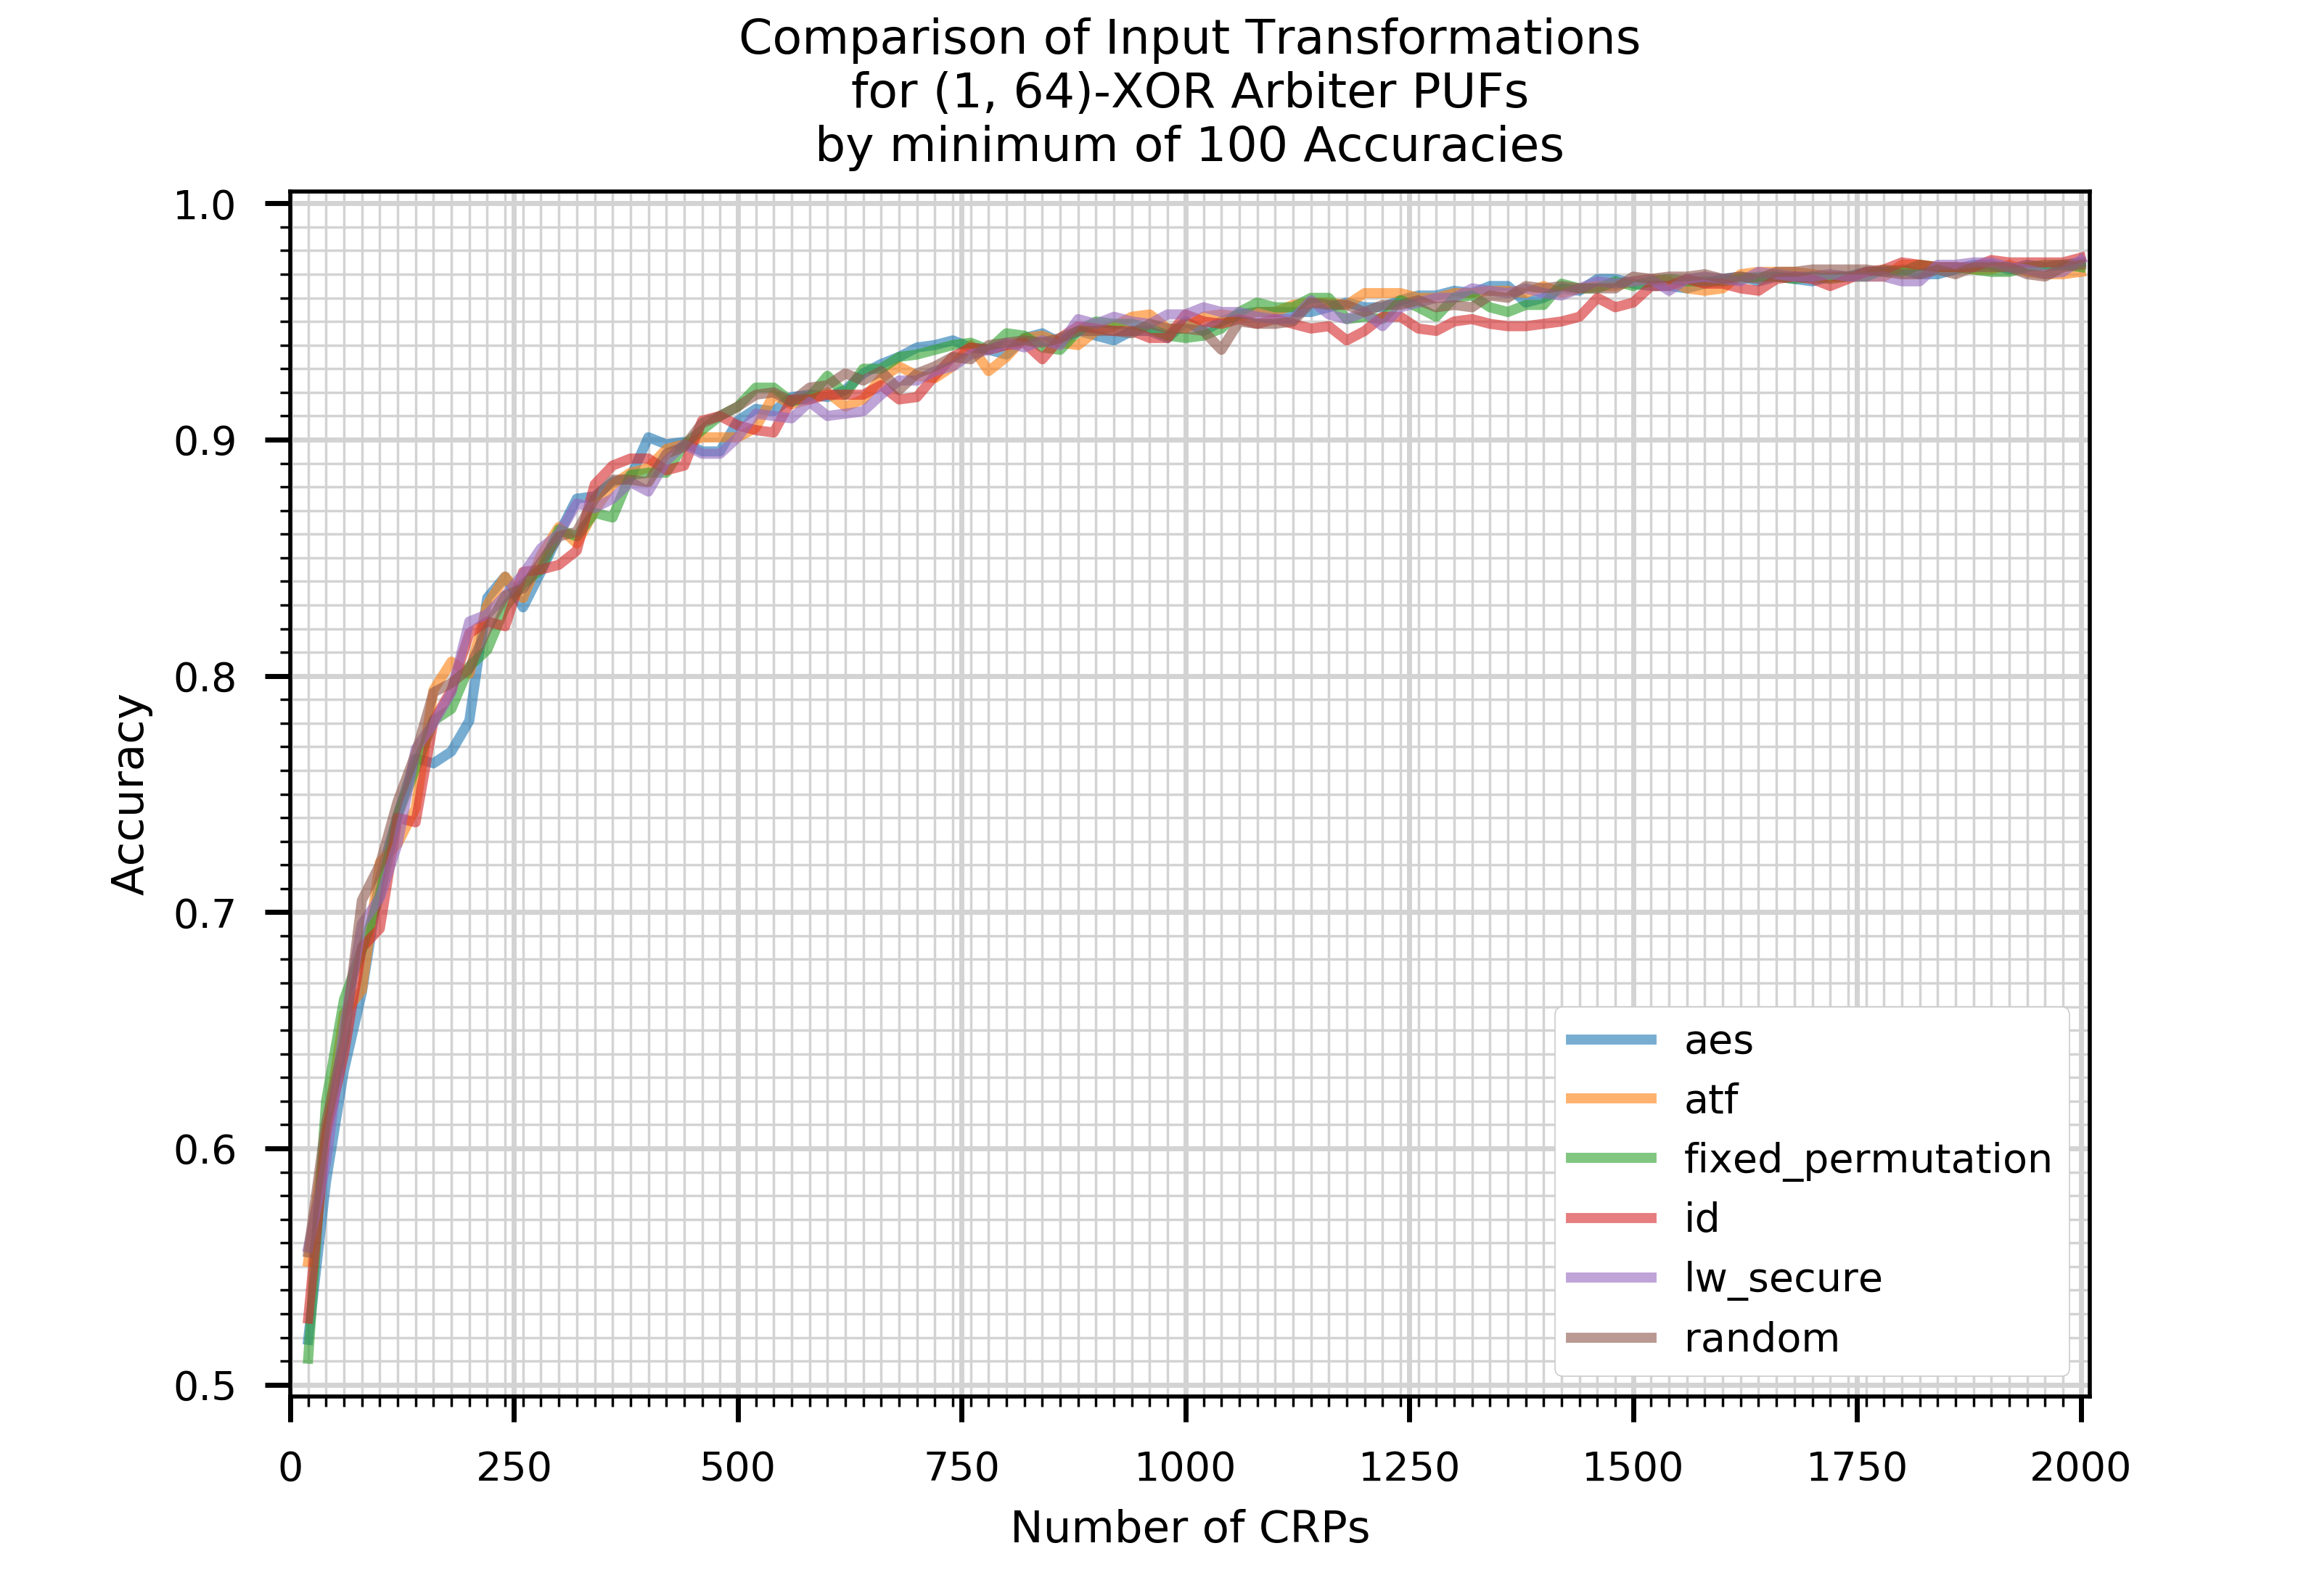 Comparison of Input Transformations
for (1, 64)-XOR Arbiter PUFs
by minimum of 100 Accuracies
1.0
0.9
0.8
0.7
0.6
0.5
Accuracy
aes
atf
fixed_permutation
id
lw_secure
random
0 250 500 750 1000 1250 1500 1750 2000
Number of CRPs